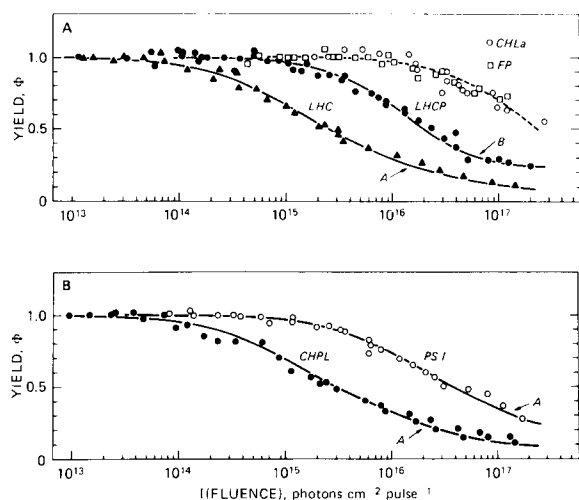 A
○ CHLa
□ FP
YIELD, Φ
1.0
0.5
0
LHC
LHCP
A
B
10¹³ 10¹⁴ 10¹⁵ 10¹⁶ 10¹⁷
B
YIELD, Φ
1.0
0.5
0
CHPL
PS I
A
A
10¹³ 10¹⁴ 10¹⁵ 10¹⁶ 10¹⁷
I(FLUENCE), photons cm ² pulse ¹